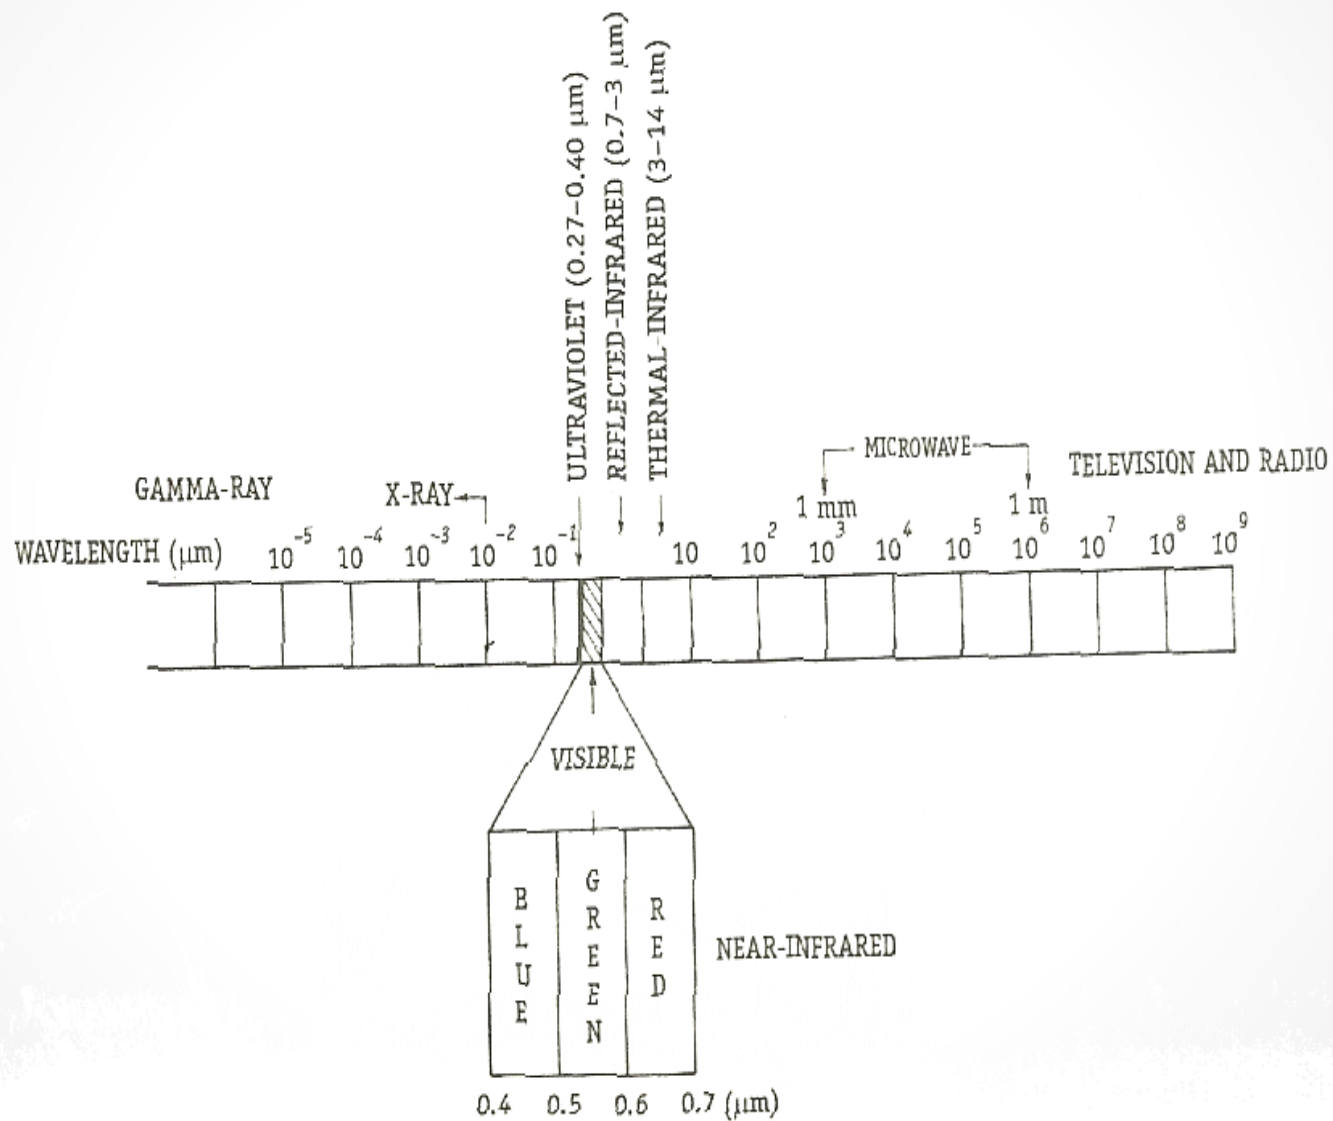 ULTRAVIOLET (0.27–0.40 μm)
REFLECTED-INFRARED (0.7–3 μm)
THERMAL-INFRARED (3–14 μm)
MICROWAVE
TELEVISION AND RADIO
GAMMA-RAY
X-RAY
1 mm
1 m
WAVELENGTH (μm) 10⁻⁵ 10⁻⁴ 10⁻³ 10⁻² 10⁻¹ 10 10² 10³ 10⁴ 10⁵ 10⁶ 10⁷ 10⁸ 10⁹
VISIBLE
BLUE
GREEN
RED
NEAR-INFRARED
0.4 0.5 0.6 0.7 (μm)